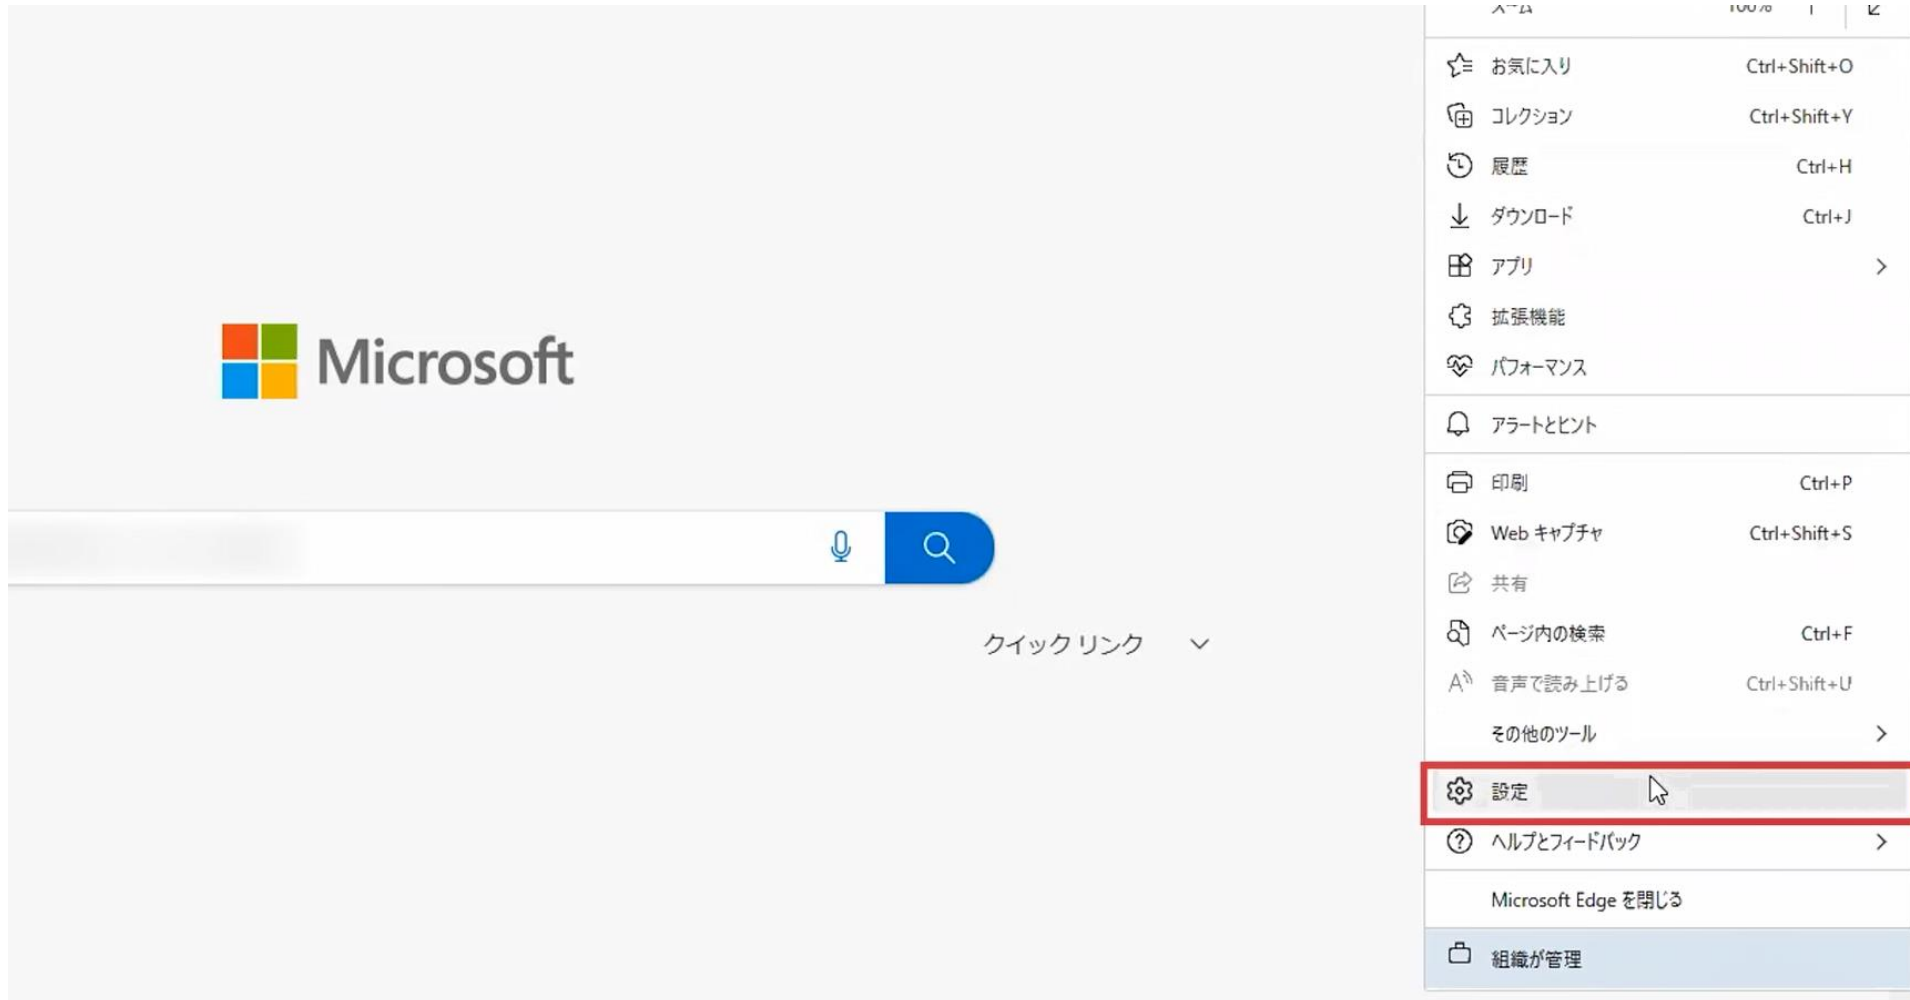 ズーム 100%
お気に入り Ctrl+Shift+O
コレクション Ctrl+Shift+Y
履歴 Ctrl+H
ダウンロード Ctrl+J
アプリ
拡張機能
パフォーマンス
アラートとヒント
印刷 Ctrl+P
Web キャプチャ Ctrl+Shift+S
共有
ページ内の検索 Ctrl+F
音声で読み上げる Ctrl+Shift+U
その他のツール
設定
ヘルプとフィードバック
Microsoft Edge を閉じる
組織が管理
Microsoft
クイック リンク